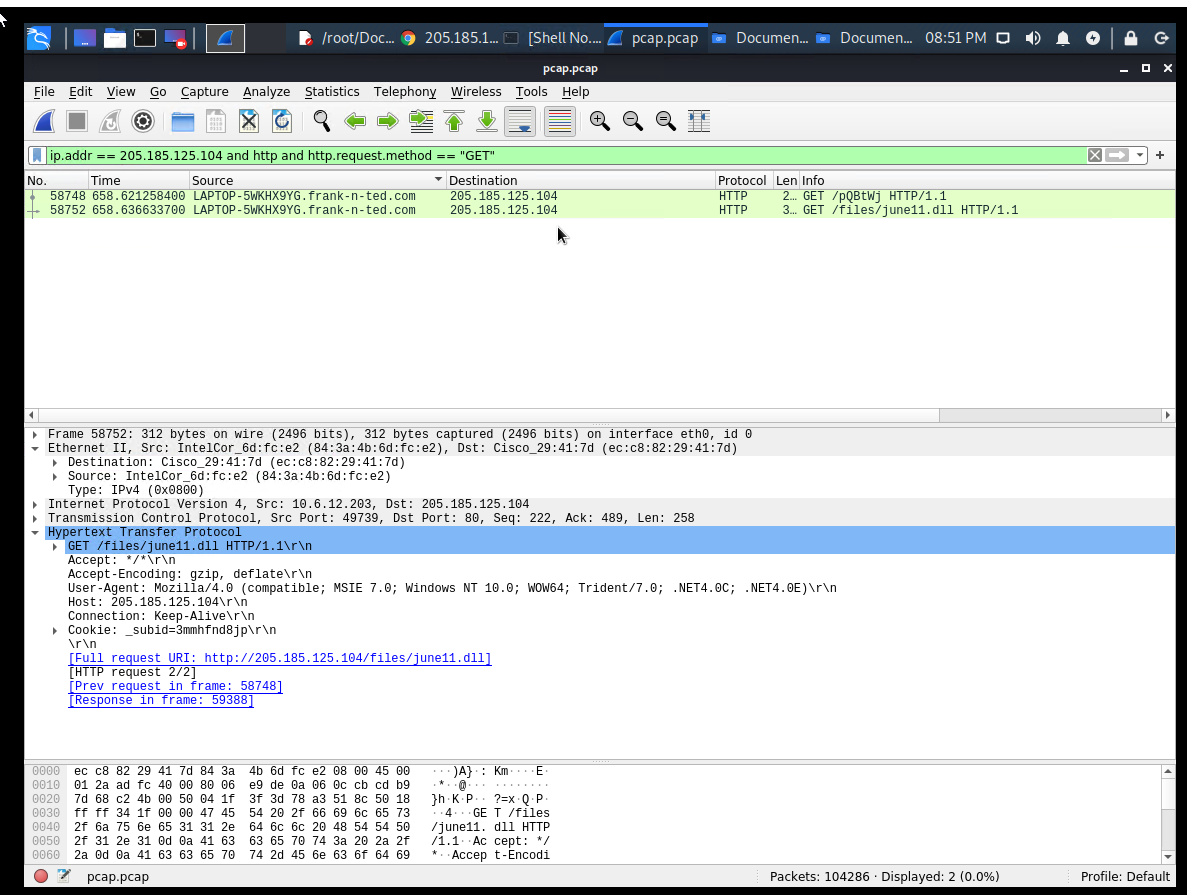 /root/Doc... 205.185.1... [Shell No.... pcap.pcap Documen... Documen... 08:51 PM
pcap.pcap
File Edit View Go Capture Analyze Statistics Telephony Wireless Tools Help
ip.addr == 205.185.125.104 and http and http.request.method == "GET"
No. Time Source Destination Protocol Len Info
58748 658.621258400 LAPTOP-5WKHX9YG.frank-n-ted.com 205.185.125.104 HTTP 2… GET /pQBtWj HTTP/1.1
58752 658.636633700 LAPTOP-5WKHX9YG.frank-n-ted.com 205.185.125.104 HTTP 3… GET /files/june11.dll HTTP/1.1
Frame 58752: 312 bytes on wire (2496 bits), 312 bytes captured (2496 bits) on interface eth0, id 0
Ethernet II, Src: IntelCor_6d:fc:e2 (84:3a:4b:6d:fc:e2), Dst: Cisco_29:41:7d (ec:c8:82:29:41:7d)
Destination: Cisco_29:41:7d (ec:c8:82:29:41:7d)
Source: IntelCor_6d:fc:e2 (84:3a:4b:6d:fc:e2)
Type: IPv4 (0x0800)
Internet Protocol Version 4, Src: 10.6.12.203, Dst: 205.185.125.104
Transmission Control Protocol, Src Port: 49739, Dst Port: 80, Seq: 222, Ack: 489, Len: 258
Hypertext Transfer Protocol
GET /files/june11.dll HTTP/1.1\r\n
Accept: */*\r\n
Accept-Encoding: gzip, deflate\r\n
User-Agent: Mozilla/4.0 (compatible; MSIE 7.0; Windows NT 10.0; WOW64; Trident/7.0; .NET4.0C; .NET4.0E)\r\n
Host: 205.185.125.104\r\n
Connection: Keep-Alive\r\n
Cookie: _subid=3mmhfnd8jp\r\n
\r\n
[Full request URI: http://205.185.125.104/files/june11.dll]
[HTTP request 2/2]
[Prev request in frame: 58748]
[Response in frame: 59388]
0000 ec c8 82 29 41 7d 84 3a 4b 6d fc e2 08 00 45 00 ···)A}·: Km····E·
0010 01 2a ad fc 40 00 80 06 e9 de 0a 06 0c cb cd b9 ·*··@··· ········
0020 7d 68 c2 4b 00 50 04 1f 3f 3d 78 a3 51 8c 50 18 }h·K·P·· ?=x·Q·P·
0030 ff ff 34 1f 00 00 47 45 54 20 2f 66 69 6c 65 73 ··4···GE T /files
0040 2f 6a 75 6e 65 31 31 2e 64 6c 6c 20 48 54 54 50 /june11. dll HTTP
0050 2f 31 2e 31 0d 0a 41 63 63 65 70 74 3a 20 2a 2f /1.1··Ac cept: */
0060 2a 0d 0a 41 63 63 65 70 74 2d 45 6e 63 6f 64 69 *··Accep t-Encodi
pcap.pcap Packets: 104286 · Displayed: 2 (0.0%) Profile: Default